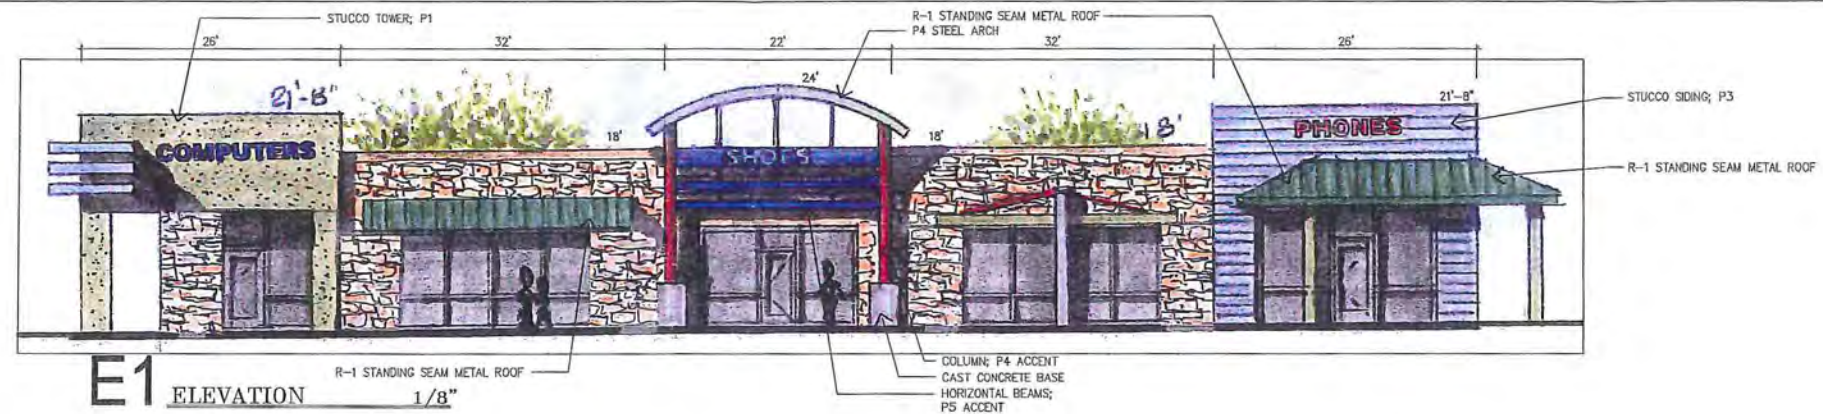 STUCCO TOWER; P1
R-1 STANDING SEAM METAL ROOF
P4 STEEL ARCH
26'
32'
22'
32'
26'
21'-8"
24'
21'-8"
STUCCO SIDING; P3
18'
18'
18'
18'
COMPUTERS
SHOES
PHONES
R-1 STANDING SEAM METAL ROOF
COLUMN; P4 ACCENT
CAST CONCRETE BASE
HORIZONTAL BEAMS;
P5 ACCENT
R-1 STANDING SEAM METAL ROOF
E1 ELEVATION 1/8"